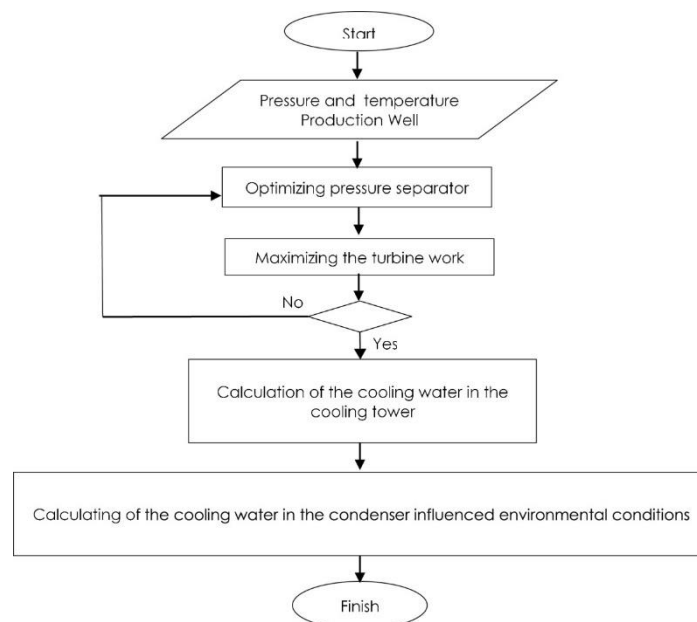 Start
Pressure and temperature
Production Well
Optimizing pressure separator
Maximizing the turbine work
No
Yes
Calculation of the cooling water in the
cooling tower
Calculating of the cooling water in the condenser influenced environmental conditions
Finish